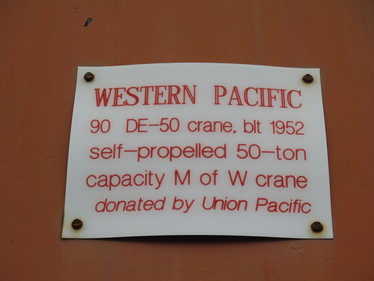 WESTERN PACIFIC
90 DE-50 crane, blt 1952
self-propelled 50-ton
capacity M of W crane
donated by Union Pacific